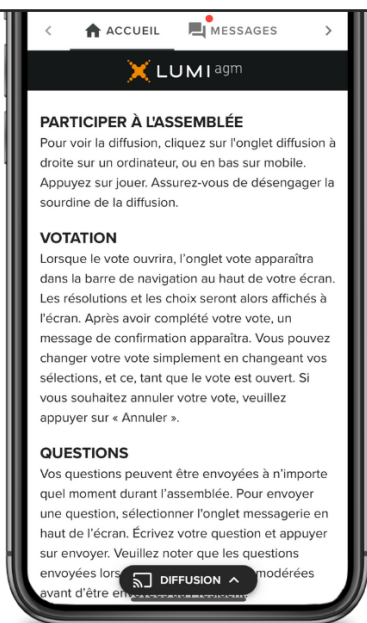 ACCUEIL MESSAGES
LUMI agm
PARTICIPER À L'ASSEMBLÉE
Pour voir la diffusion, cliquez sur l'onglet diffusion à
droite sur un ordinateur, ou en bas sur mobile.
Appuyez sur jouer. Assurez-vous de désengager la
sourdine de la diffusion.
VOTATION
Lorsque le vote ouvrira, l'onglet vote apparaîtra
dans la barre de navigation au haut de votre écran.
Les résolutions et les choix seront alors affichés à
l'écran. Après avoir complété votre vote, un
message de confirmation apparaîtra. Vous pouvez
changer votre vote simplement en changeant vos
sélections, et ce, tant que le vote est ouvert. Si
vous souhaitez annuler votre vote, veuillez
appuyer sur « Annuler ».
QUESTIONS
Vos questions peuvent être envoyées à n'importe
quel moment durant l'assemblée. Pour envoyer
une question, sélectionner l'onglet messagerie en
haut de l'écran. Écrivez votre question et appuyer
sur envoyer. Veuillez noter que les questions
envoyées lors modérées
DIFFUSION
avant d'être